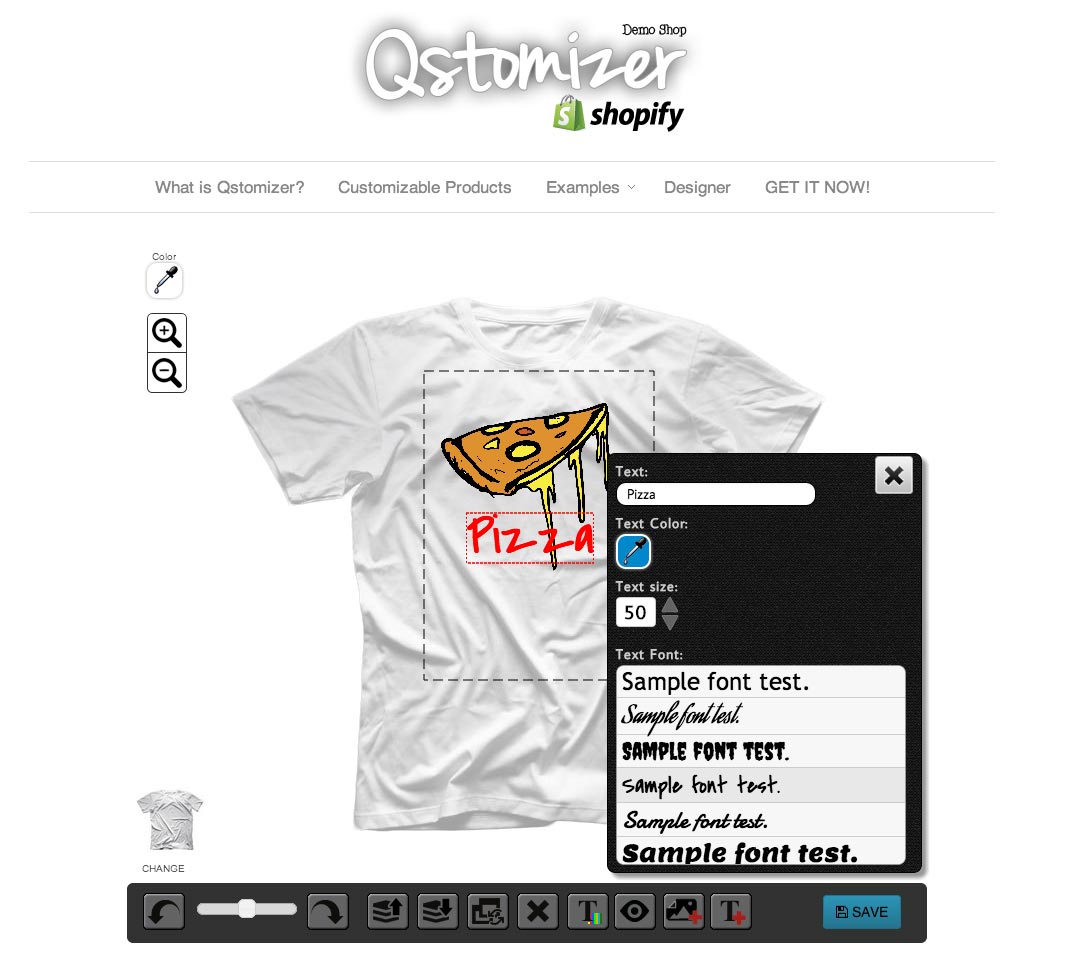 Demo Shop
Qstomizer
shopify
What is Qstomizer?
Customizable Products
Examples
Designer
GET IT NOW!
Color
Pizza
Text:
Pizza
Text Color:
Text size:
50
Text Font:
Sample font test.
Sample font test.
SAMPLE FONT TEST.
Sample font test.
Sample font test.
Sample font test.
CHANGE
SAVE